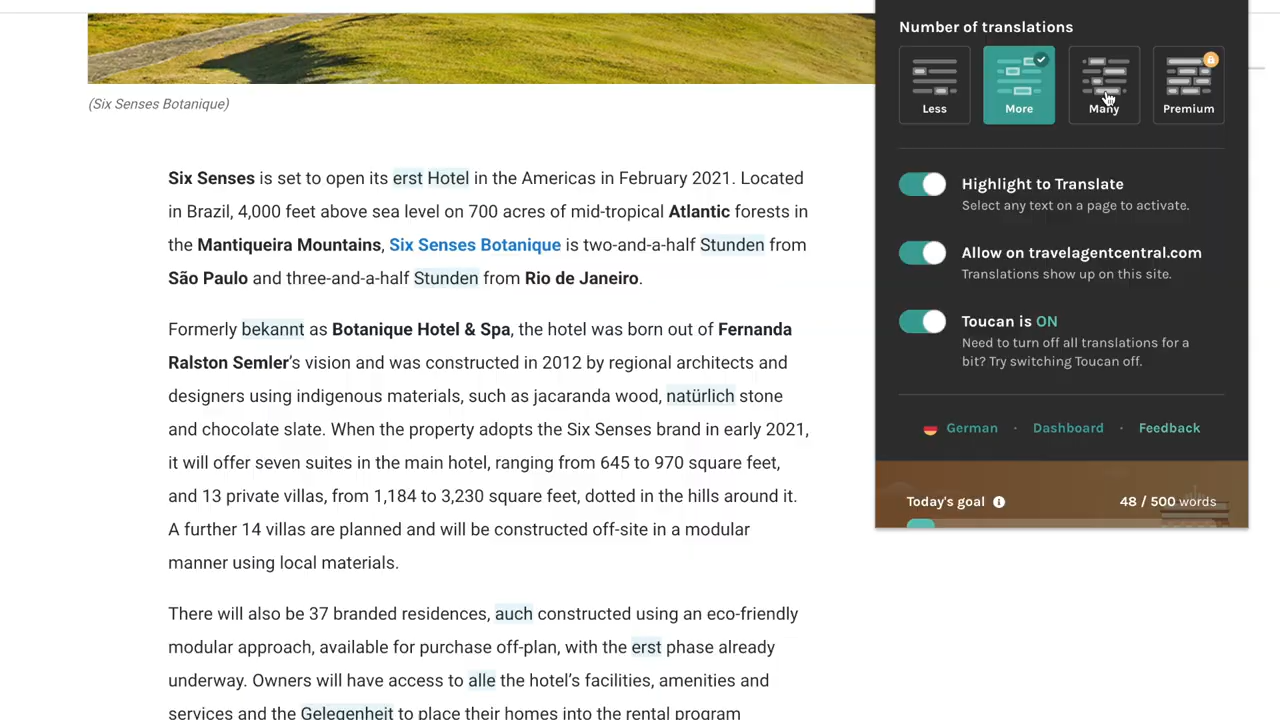 (Six Senses Botanique)
Six Senses is set to open its erst Hotel in the Americas in February 2021. Located
in Brazil, 4,000 feet above sea level on 700 acres of mid-tropical Atlantic forests in
the Mantiqueira Mountains, Six Senses Botanique is two-and-a-half Stunden from
São Paulo and three-and-a-half Stunden from Rio de Janeiro.
Formerly bekannt as Botanique Hotel & Spa, the hotel was born out of Fernanda
Ralston Semler's vision and was constructed in 2012 by regional architects and
designers using indigenous materials, such as jacaranda wood, natürlich stone
and chocolate slate. When the property adopts the Six Senses brand in early 2021,
it will offer seven suites in the main hotel, ranging from 645 to 970 square feet,
and 13 private villas, from 1,184 to 3,230 square feet, dotted in the hills around it.
A further 14 villas are planned and will be constructed off-site in a modular
manner using local materials.
There will also be 37 branded residences, auch constructed using an eco-friendly
modular approach, available for purchase off-plan, with the erst phase already
underway. Owners will have access to alle the hotel's facilities, amenities and
services and the Gelegenheit to place their homes into the rental program
Number of translations
Less
More
Many
Premium
Highlight to Translate
Select any text on a page to activate.
Allow on travelagentcentral.com
Translations show up on this site.
Toucan is ON
Need to turn off all translations for a
bit? Try switching Toucan off.
German · Dashboard · Feedback
Today's goal 48 / 500 words